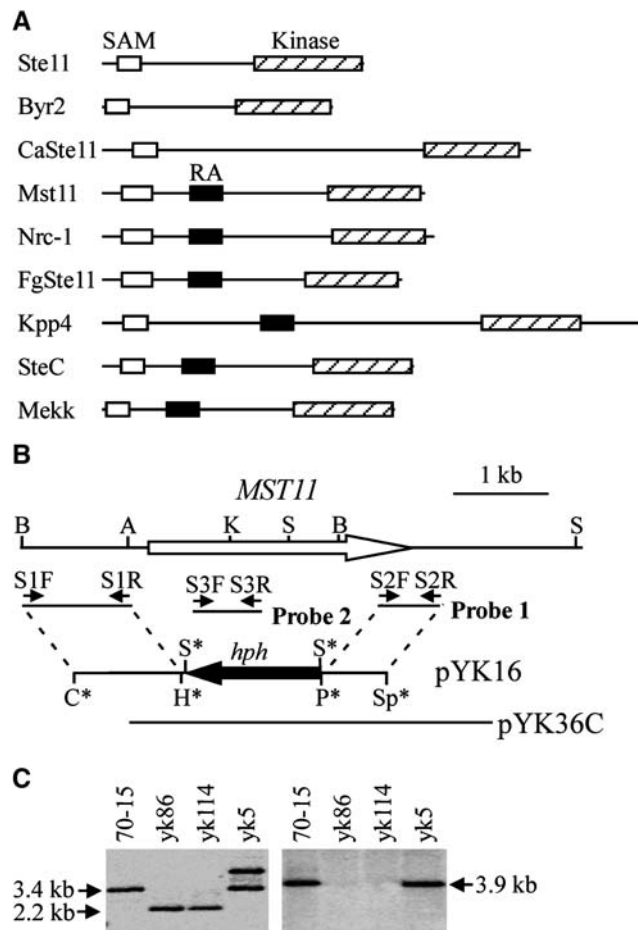 A
SAM Kinase
Ste11
Byr2
CaSte11
RA
Mst11
Nrc-1
FgSte11
Kpp4
SteC
Mekk
B
1 kb
MST11
B A K S B S
S1F S1R S3F S3R S2F S2R
Probe 2 Probe 1
S* hph S*
pYK16
C* H* P* Sp*
pYK36C
C
70-15 yk86 yk114 yk5 70-15 yk86 yk114 yk5
3.4 kb 3.9 kb
2.2 kb